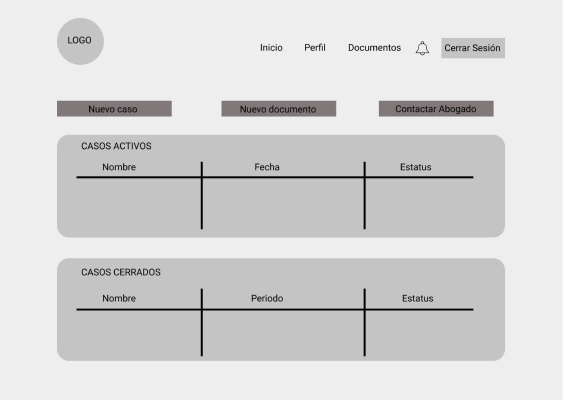 LOGO
Inicio Perfil Documentos Cerrar Sesión
Nuevo caso Nuevo documento Contactar Abogado
CASOS ACTIVOS
Nombre Fecha Estatus
CASOS CERRADOS
Nombre Periodo Estatus